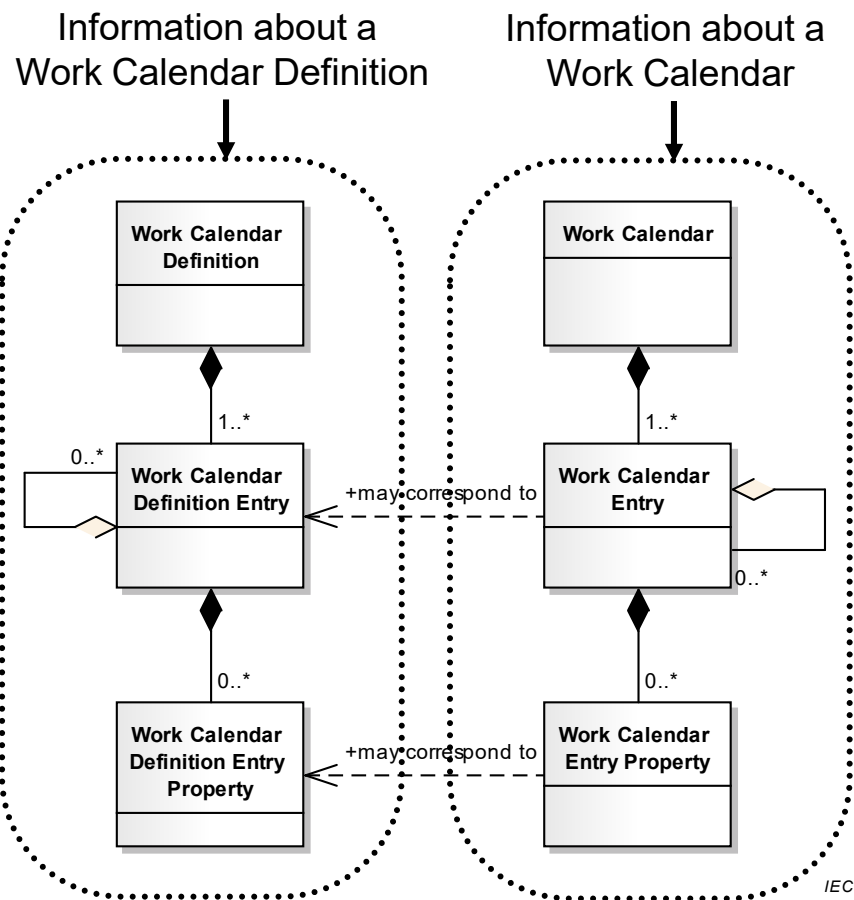 Information about a
Work Calendar Definition
Information about a
Work Calendar
Work Calendar
Definition
Work Calendar
1..*
1..*
0..*
Work Calendar
Definition Entry
+may correspond to
Work Calendar
Entry
0..*
0..*
0..*
Work Calendar
Definition Entry
Property
+may correspond to
Work Calendar
Entry Property
IEC